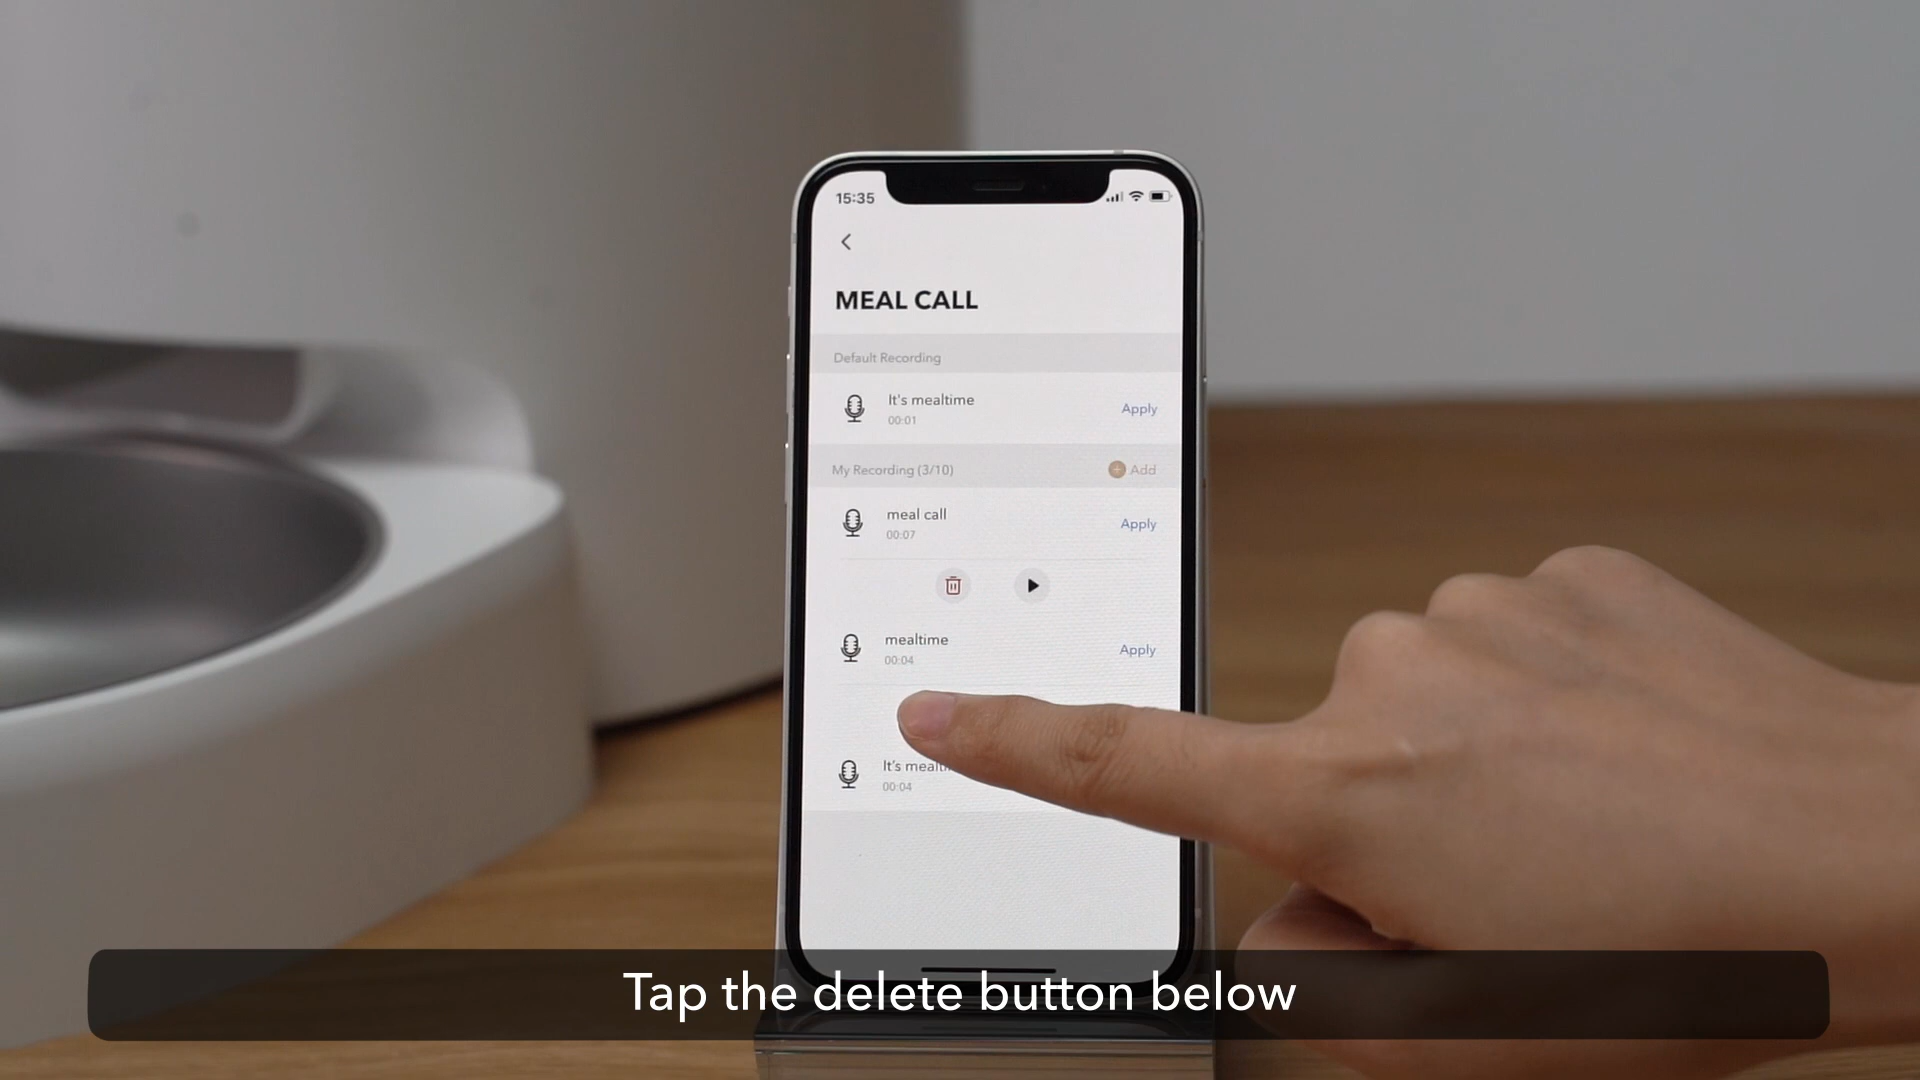 15:35
MEAL CALL
Default Recording
It's mealtime
00:01
Apply
My Recording (3/10)
Add
meal call
00:07
Apply
mealtime
00:04
Apply
It's
00:04
Tap the delete button below